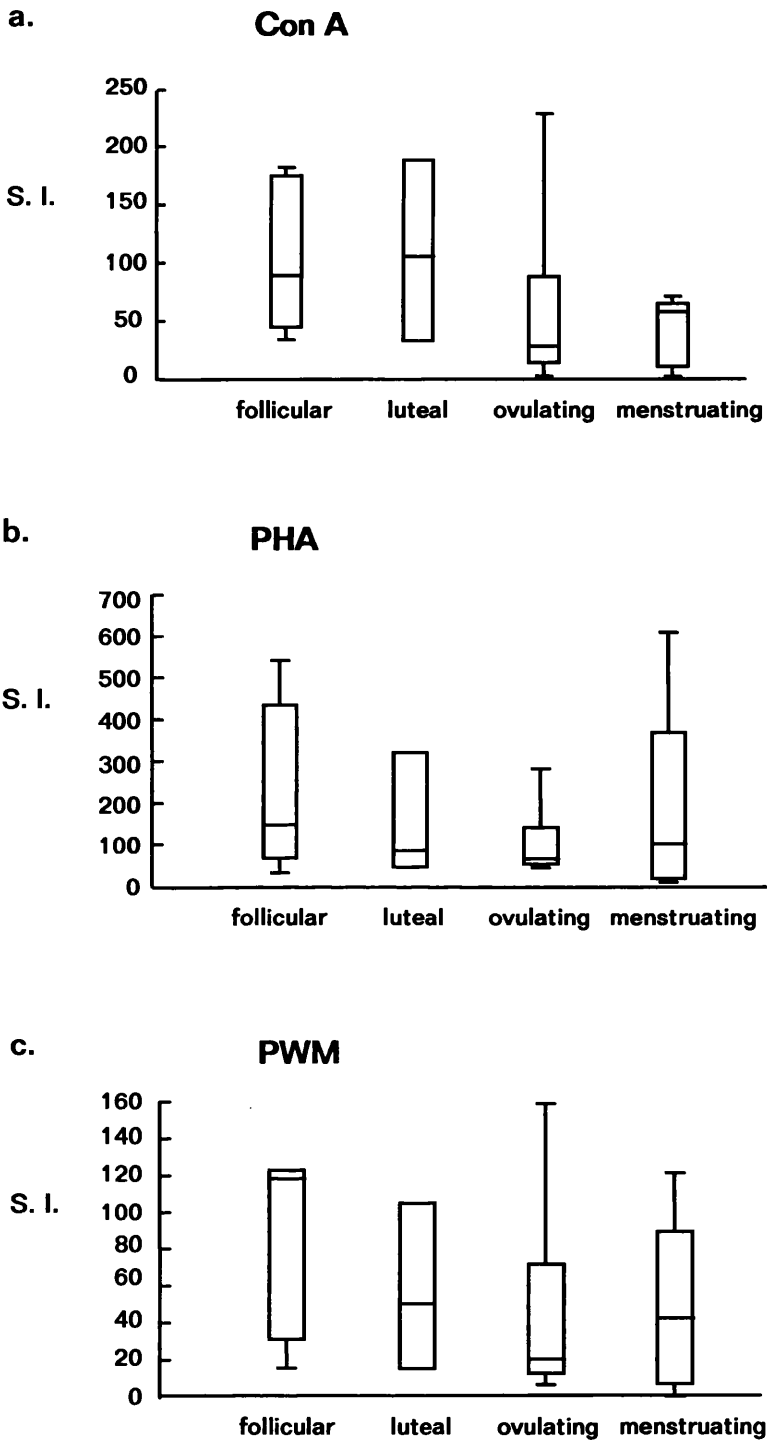 a.
Con A
250
200
S. I.
150
100
50
0
follicular luteal ovulating menstruating
b.
PHA
700
600
500
S. I.
400
300
200
100
0
follicular luteal ovulating menstruating
c.
PWM
160
140
120
S. I.
100
80
60
40
20
0
follicular luteal ovulating menstruating